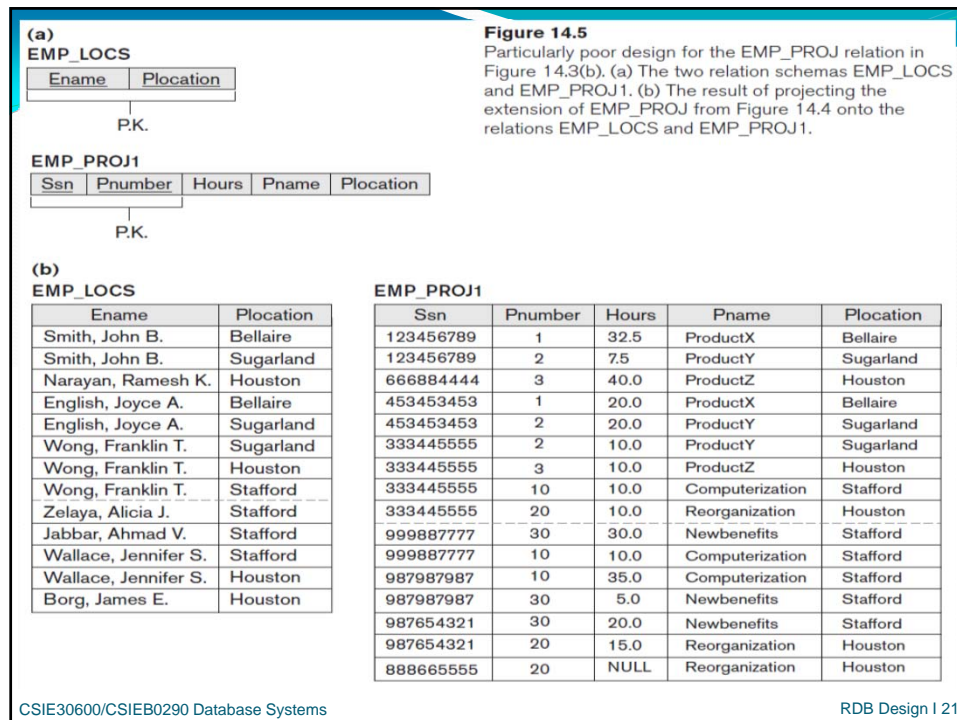 (a)
EMP_LOCS
Ename Plocation
P.K.
EMP_PROJ1
Ssn Pnumber Hours Pname Plocation
P.K.
Figure 14.5
Particularly poor design for the EMP_PROJ relation in
Figure 14.3(b). (a) The two relation schemas EMP_LOCS
and EMP_PROJ1. (b) The result of projecting the
extension of EMP_PROJ from Figure 14.4 onto the
relations EMP_LOCS and EMP_PROJ1.
(b)
EMP_LOCS
Ename Plocation
Smith, John B. Bellaire
Smith, John B. Sugarland
Narayan, Ramesh K. Houston
English, Joyce A. Bellaire
English, Joyce A. Sugarland
Wong, Franklin T. Sugarland
Wong, Franklin T. Houston
Wong, Franklin T. Stafford
Zelaya, Alicia J. Stafford
Jabbar, Ahmad V. Stafford
Wallace, Jennifer S. Stafford
Wallace, Jennifer S. Houston
Borg, James E. Houston
EMP_PROJ1
Ssn Pnumber Hours Pname Plocation
123456789 1 32.5 ProductX Bellaire
123456789 2 7.5 ProductY Sugarland
666884444 3 40.0 ProductZ Houston
453453453 1 20.0 ProductX Bellaire
453453453 2 20.0 ProductY Sugarland
333445555 2 10.0 ProductY Sugarland
333445555 3 10.0 ProductZ Houston
333445555 10 10.0 Computerization Stafford
333445555 20 10.0 Reorganization Houston
999887777 30 30.0 Newbenefits Stafford
999887777 10 10.0 Computerization Stafford
987987987 10 35.0 Computerization Stafford
987987987 30 5.0 Newbenefits Stafford
987654321 30 20.0 Newbenefits Stafford
987654321 20 15.0 Reorganization Houston
888665555 20 NULL Reorganization Houston
CSIE30600/CSIEB0290 Database Systems
RDB Design I 21